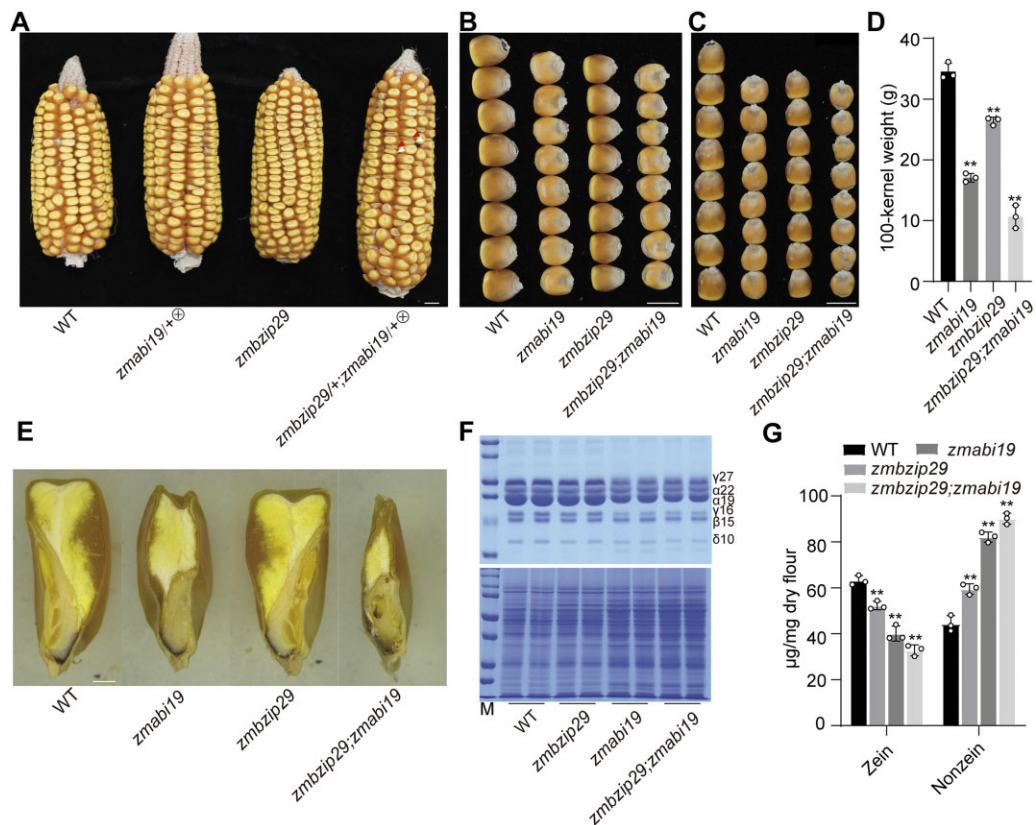 A
WT
zmabi19/+⊕
zmbzip29
zmbzip29/+;zmabi19/+⊕
B
WT
zmabi19
zmbzip29
zmbzip29;zmabi19
C
WT
zmabi19
zmbzip29
zmbzip29;zmabi19
D
100-kernel weight (g)
40
30
20
10
0
**
**
**
WT
zmabi19
zmbzip29
zmbzip29;zmabi19
E
WT
zmabi19
zmbzip29
zmbzip29;zmabi19
F
γ27
α22
α19
γ16
β15
δ10
M
WT
zmbzip29
zmabi19
zmbzip29;zmabi19
G
WT zmabi19
zmbzip29
zmbzip29;zmabi19
µg/mg dry flour
100
80
60
40
20
0
**
**
**
**
**
**
Zein
Nonzein